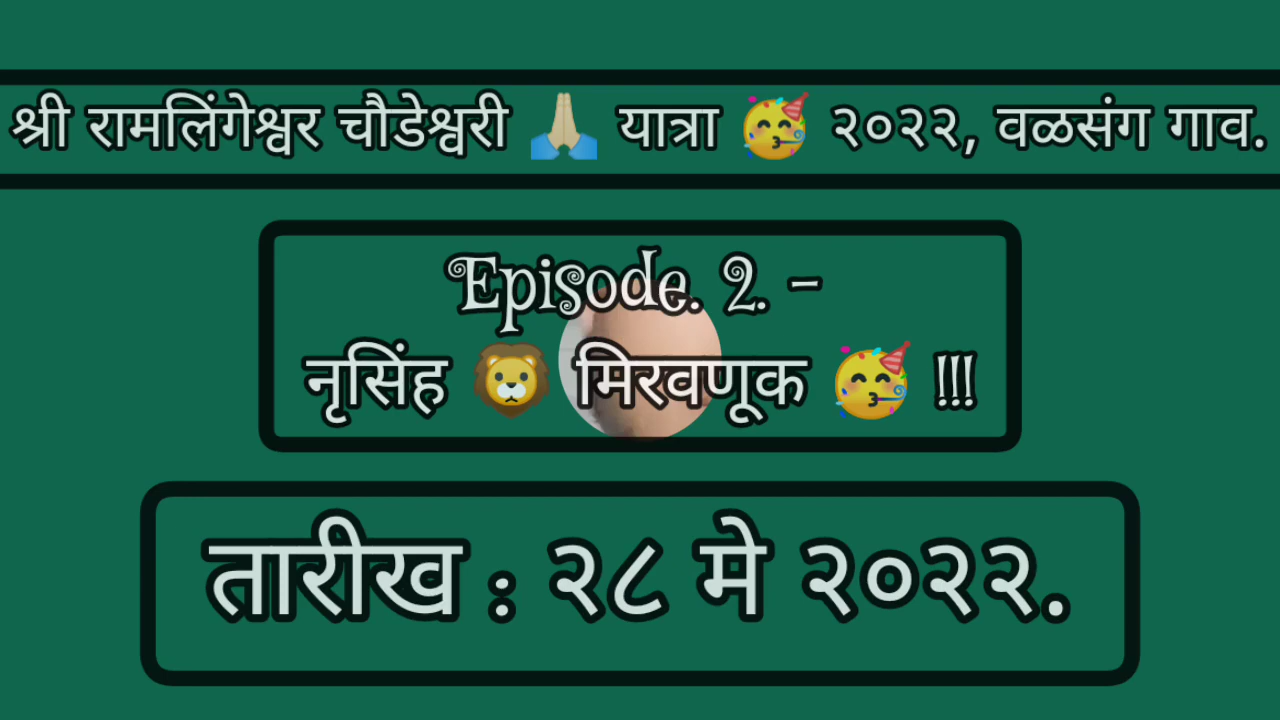 श्री रामलिंगेश्वर चौडेश्वरी 🙏🏼 यात्रा 🥳 २०२२, वळसंग गाव.
Episode. 2. -
नृसिंह 🦁 मिरवणूक 🥳 !!!
तारीख : २८ मे २०२२.